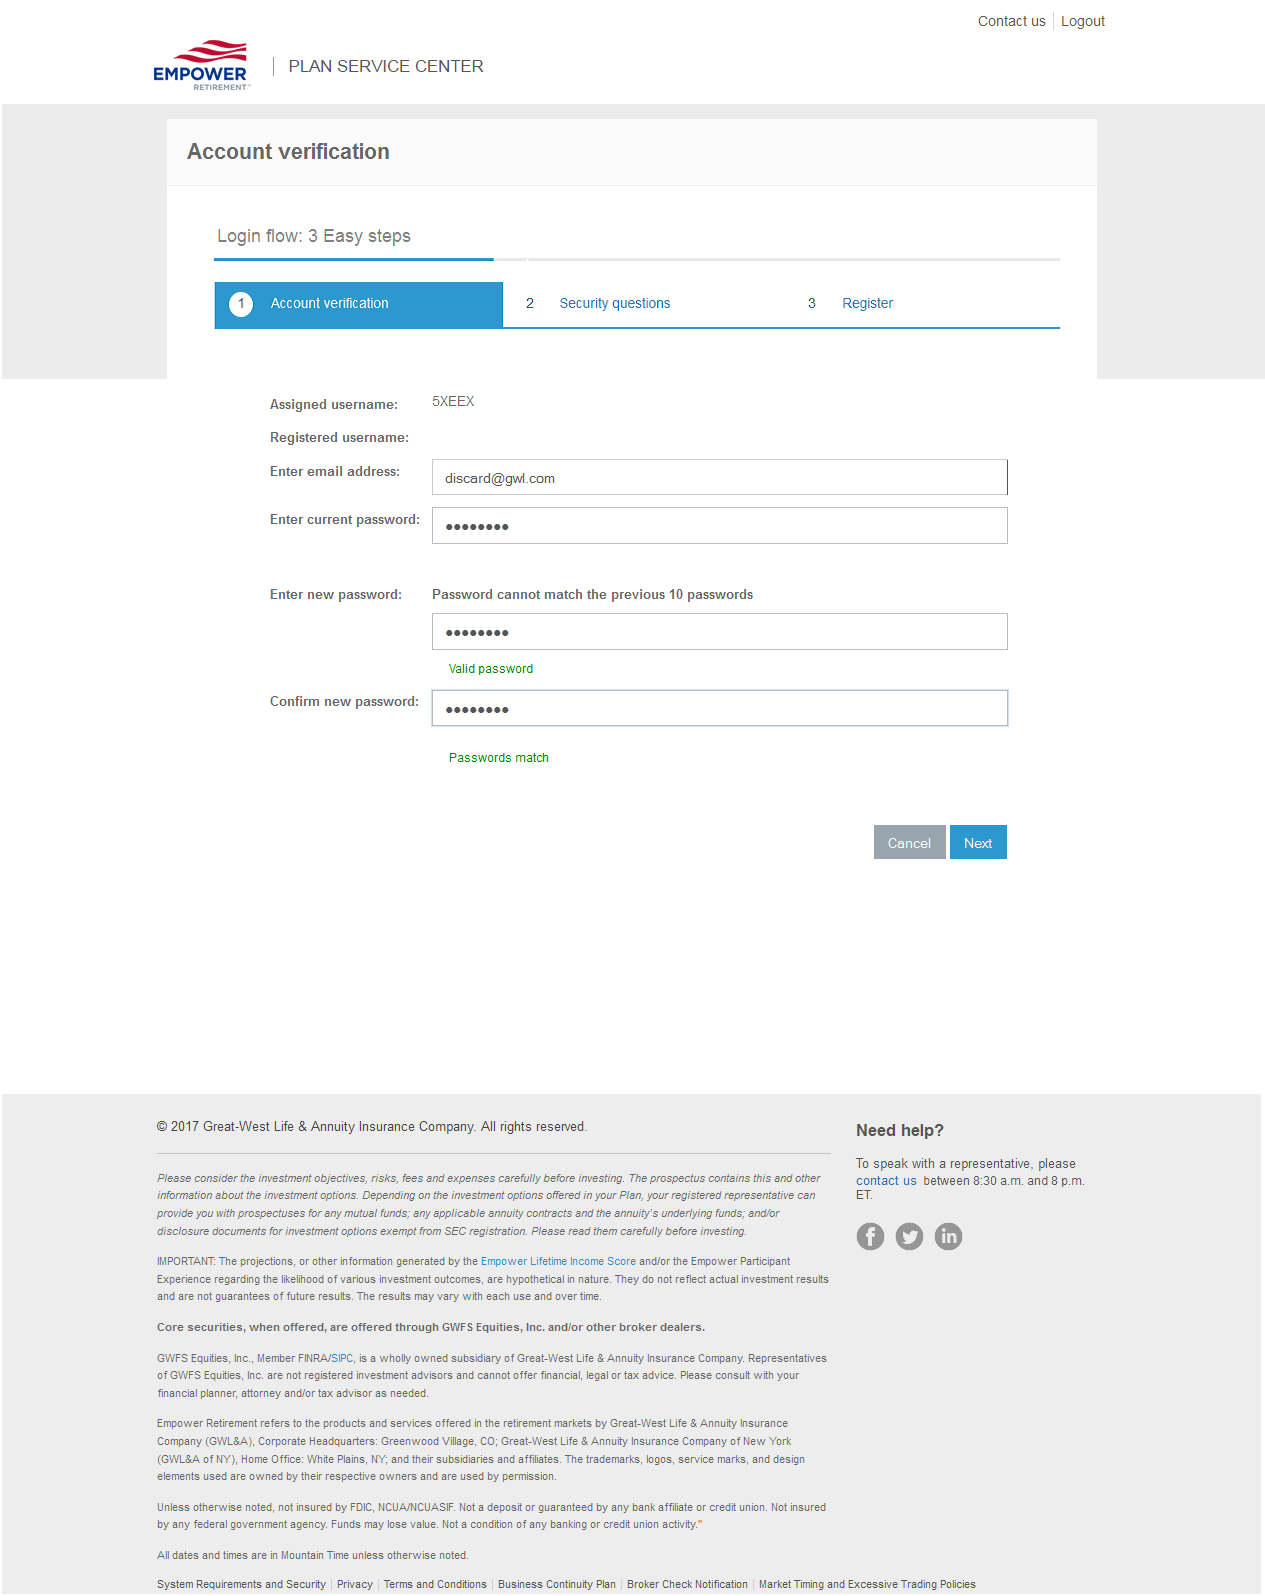 Contact us | Logout
EMPOWER
RETIREMENT™
PLAN SERVICE CENTER
Account verification
Login flow: 3 Easy steps
1 Account verification 2 Security questions 3 Register
Assigned username: 5XEEX
Registered username:
Enter email address: discard@gwl.com
Enter current password: ●●●●●●●●
Enter new password: Password cannot match the previous 10 passwords
●●●●●●●●
Valid password
Confirm new password: ●●●●●●●●
Passwords match
Cancel Next
© 2017 Great-West Life & Annuity Insurance Company. All rights reserved.
Please consider the investment objectives, risks, fees and expenses carefully before investing. The prospectus contains this and other
information about the investment options. Depending on the investment options offered in your Plan, your registered representative can
provide you with prospectuses for any mutual funds; any applicable annuity contracts and the annuity's underlying funds; and/or
disclosure documents for investment options exempt from SEC registration. Please read them carefully before investing.
IMPORTANT: The projections, or other information generated by the Empower Lifetime Income Score and/or the Empower Participant
Experience regarding the likelihood of various investment outcomes, are hypothetical in nature. They do not reflect actual investment results
and are not guarantees of future results. The results may vary with each use and over time.
Core securities, when offered, are offered through GWFS Equities, Inc. and/or other broker dealers.
GWFS Equities, Inc., Member FINRA/SIPC, is a wholly owned subsidiary of Great-West Life & Annuity Insurance Company. Representatives
of GWFS Equities, Inc. are not registered investment advisors and cannot offer financial, legal or tax advice. Please consult with your
financial planner, attorney and/or tax advisor as needed.
Empower Retirement refers to the products and services offered in the retirement markets by Great-West Life & Annuity Insurance
Company (GWL&A), Corporate Headquarters: Greenwood Village, CO; Great-West Life & Annuity Insurance Company of New York
(GWL&A of NY), Home Office: White Plains, NY; and their subsidiaries and affiliates. The trademarks, logos, service marks, and design
elements used are owned by their respective owners and are used by permission.
Unless otherwise noted, not insured by FDIC, NCUA/NCUASIF. Not a deposit or guaranteed by any bank affiliate or credit union. Not insured
by any federal government agency. Funds may lose value. Not a condition of any banking or credit union activity."
All dates and times are in Mountain Time unless otherwise noted.
System Requirements and Security | Privacy | Terms and Conditions | Business Continuity Plan | Broker Check Notification | Market Timing and Excessive Trading Policies
Need help?
To speak with a representative, please
contact us between 8:30 a.m. and 8 p.m.
ET.